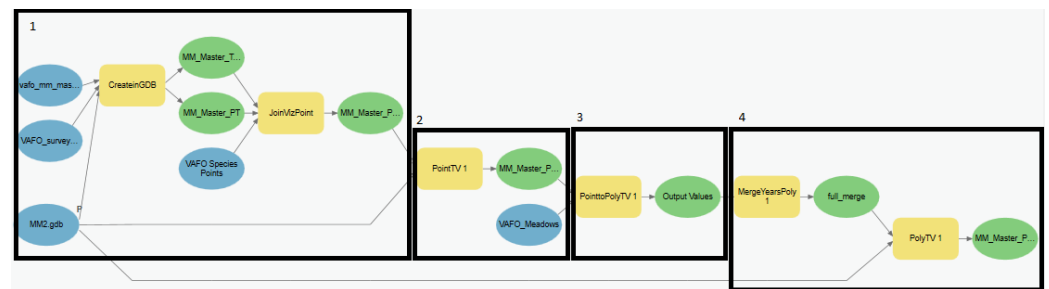 1
vafo_mm_mas...
CreateinGDB
MM_Master_T...
MM_Master_PT
JoinVizPoint
MM_Master_P...
VAFO_survey...
VAFO Species
Points
P
MM2.gdb
2
PointTV 1
MM_Master_P...
VAFO_Meadows
3
PointtoPolyTV 1
Output Values
4
MergeYearsPoly
1
full_merge
PolyTV 1
MM_Master_P...